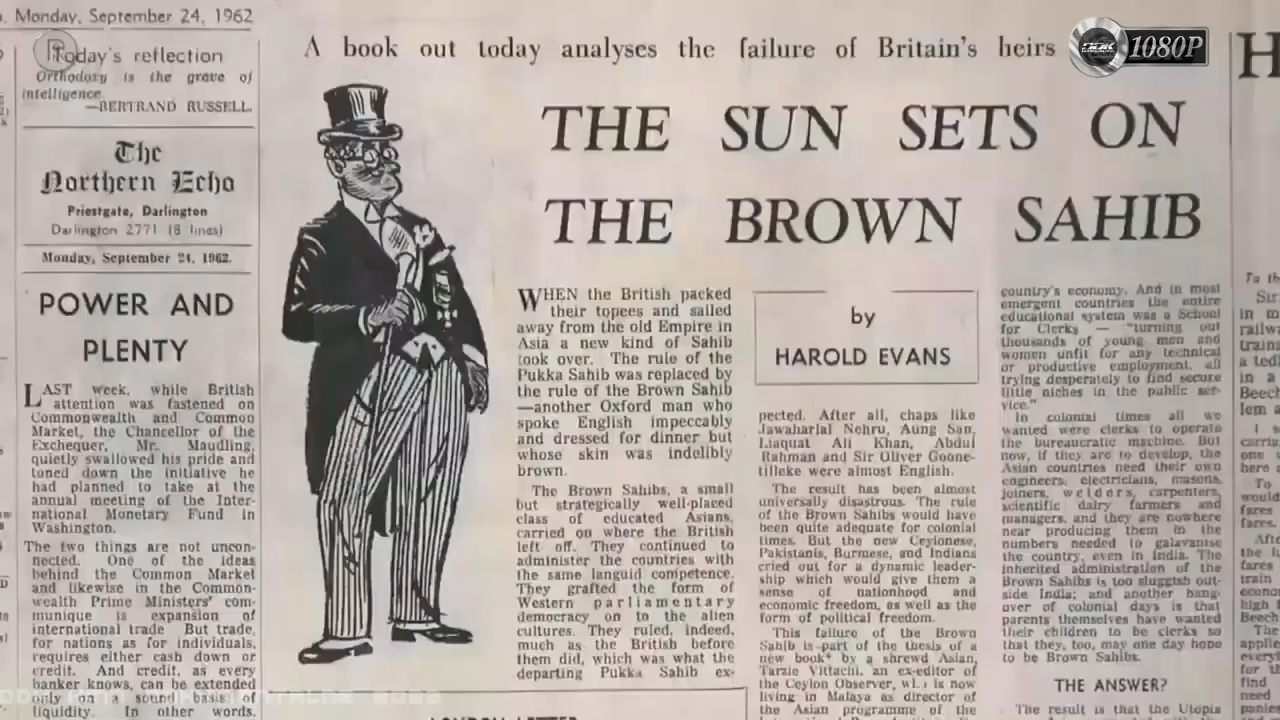 Monday, September 24, 1962
Today's reflection
Orthodoxy is the grave of
intelligence.
—BERTRAND RUSSELL.
The
Northern Echo
Priestgate, Darlington
Darlington 2771 (8 lines)
Monday, September 24, 1962.
POWER AND
PLENTY
LAST week, while British
attention was fastened on
Commonwealth and Common
Market, the Chancellor of the
Exchequer, Mr. Maudling,
quietly swallowed his pride and
toned down the initiative he
had planned to take at the
annual meeting of the Inter-
national Monetary Fund in
Washington.
The two things are not uncon-
nected. One of the ideas
behind the Common Market
and likewise in the Common-
wealth Prime Ministers' com-
munique is expansion of
international trade But trade,
for nations as for individuals,
requires either cash down or
credit. And credit, as every
banker knows, can be extended
only on a sound basis of
liquidity. In other words,
A book out today analyses the failure of Britain's heirs
1080P
THE SUN SETS ON
THE BROWN SAHIB
WHEN the British packed
their topees and sailed
away from the old Empire in
Asia a new kind of Sahib
took over. The rule of the
Pukka Sahib was replaced by
the rule of the Brown Sahib
—another Oxford man who
spoke English impeccably
and dressed for dinner but
whose skin was indelibly
brown.
The Brown Sahibs, a small
but strategically well-placed
class of educated Asians,
carried on where the British
left off. They continued to
administer the countries with
the same languid competence.
They grafted the form of
Western parliamentary
democracy on to the alien
cultures. They ruled, indeed,
much as the British before
them did, which was what the
departing Pukka Sahib ex-
by
HAROLD EVANS
pected. After all, chaps like
Jawaharlal Nehru, Aung San,
Liaquat Ali Khan, Abdul
Rahman and Sir Oliver Goone-
tilleke were almost English.
The result has been almost
universally disastrous. The rule
of the Brown Sahibs would have
been quite adequate for colonial
times. But the new Ceylonese,
Pakistanis, Burmese, and Indians
cried out for a dynamic leader-
ship which would give them a
sense of nationhood and
economic freedom, as well as the
form of political freedom.
This failure of the Brown
Sahib is part of the thesis of a
new book* by a shrewd Asian,
Tarzie Vittachi, an ex-editor of
the Ceylon Observer, who is now
living in Malaya as director of
the Asian programme of the
country's economy. And in most
emergent countries the entire
educational system was a School
for Clerks — "turning out
thousands of young men and
women unfit for any technical
or productive employment, all
trying desperately to find secure
little niches in the public ser-
vice."
In colonial times all we
wanted were clerks to operate
the bureaucratic machine. But
now, if they are to develop, the
Asian countries need their own
engineers, electricians, masons,
joiners, welders, carpenters,
scientific dairy farmers and
managers, and they are nowhere
near producing them in the
numbers needed to galavanise
the country, even in India. The
inherited administration of the
Brown Sahibs is too sluggish out-
side India; and another hang-
over of colonial days is that
parents themselves have wanted
their children to be clerks so
that they, too, may one day hope
to be Brown Sahibs.
THE ANSWER?
The result is that the Utopia
LONDON LETTER